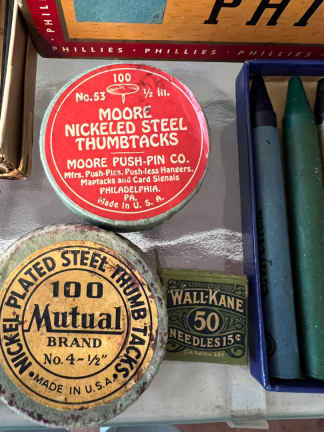 PHI
PHILLIES • PHILLIES • PHILLIES • PHILLIES
100
No. 53 ½ in.
MOORE
NICKELED STEEL
THUMBTACKS
MOORE PUSH-PIN CO.
Mfrs. Push-Pins, Push-less Hangers,
Maptacks and Card Signals
PHILADELPHIA,
PA.
Made in U.S.A.
NICKEL PLATED STEEL THUMB TACKS
100
Mutual
BRAND
No. 4-½"
• MADE IN U.S.A. •
WALL-KANE
50
NEEDLES 15¢